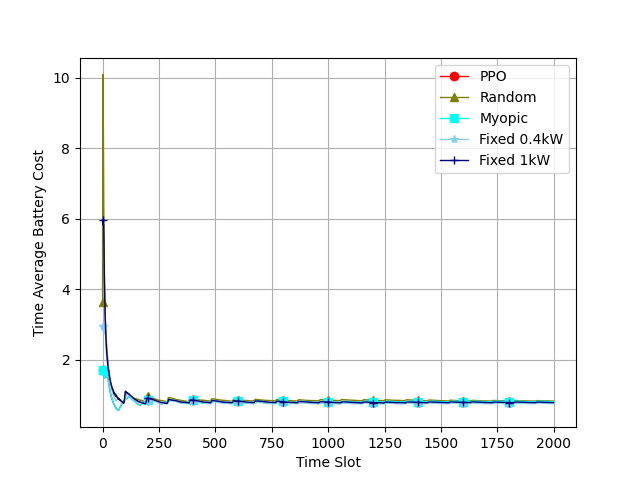 Time Average Battery Cost
10
8
6
4
2
0
250
500
750
1000
1250
1500
1750
2000
Time Slot
PPO
Random
Myopic
Fixed 0.4kW
Fixed 1kW